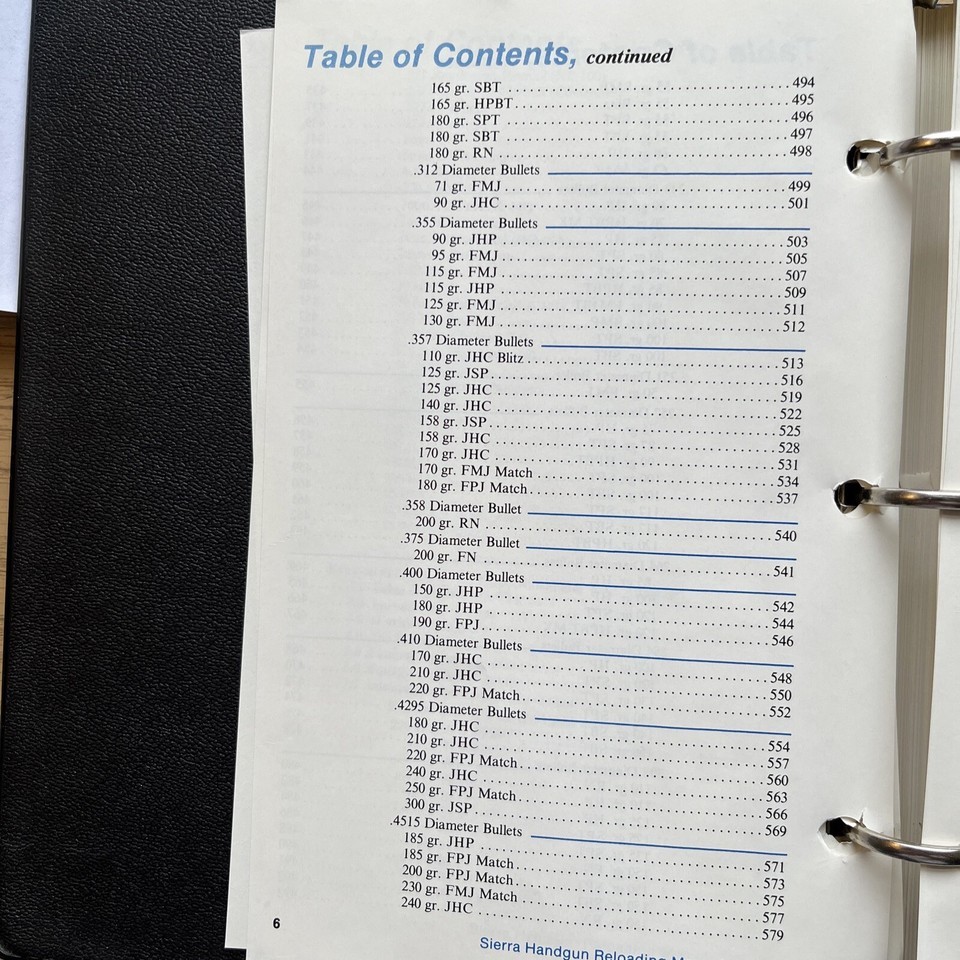 Table of Contents, continued
165 gr. SBT ........ 494
165 gr. HPBT ........ 495
180 gr. SPT ........ 496
180 gr. SBT ........ 497
180 gr. RN ........ 498
.312 Diameter Bullets
71 gr. FMJ ........ 499
90 gr. JHC ........ 501
.355 Diameter Bullets
90 gr. JHP ........ 503
95 gr. FMJ ........ 505
115 gr. FMJ ........ 507
115 gr. JHP ........ 509
125 gr. FMJ ........ 511
130 gr. FMJ ........ 512
.357 Diameter Bullets
110 gr. JHC Blitz ........ 513
125 gr. JSP ........ 516
125 gr. JHC ........ 519
140 gr. JHC ........ 522
158 gr. JSP ........ 525
158 gr. JHC ........ 528
170 gr. JHC ........ 531
170 gr. FMJ Match ........ 534
180 gr. FPJ Match ........ 537
.358 Diameter Bullet
200 gr. RN ........ 540
.375 Diameter Bullet
200 gr. FN ........ 541
.400 Diameter Bullets
150 gr. JHP ........ 542
180 gr. JHP ........ 544
190 gr. FPJ ........ 546
.410 Diameter Bullets
170 gr. JHC ........ 548
210 gr. JHC ........ 550
220 gr. FPJ Match ........ 552
.4295 Diameter Bullets
180 gr. JHC ........ 554
210 gr. JHC ........ 557
220 gr. FPJ Match ........ 560
240 gr. JHC ........ 563
250 gr. FPJ Match ........ 566
300 gr. JSP ........ 569
.4515 Diameter Bullets
185 gr. JHP ........ 571
185 gr. FPJ Match ........ 573
200 gr. FPJ Match ........ 575
230 gr. FMJ Match ........ 577
240 gr. JHC ........ 579
6
Sierra Handgun Reloading